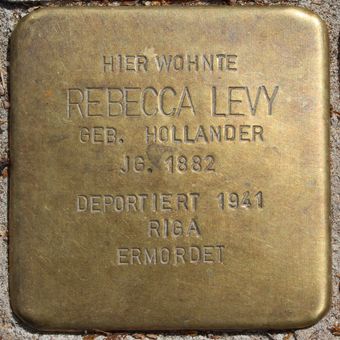 HIER WOHNTE
REBECCA LEVY
GEB. HOLLANDER
JG. 1882
DEPORTIERT 1941
RIGA
ERMORDET